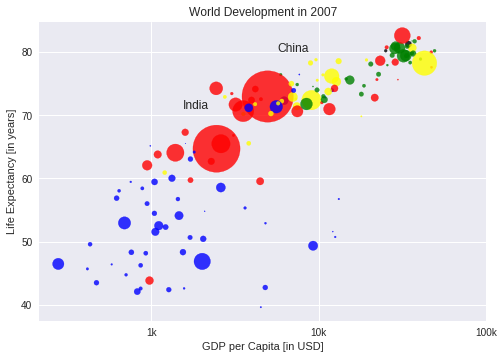 World Development in 2007
Life Expectancy [in years]
80
70
60
50
40
China
India
1k
10k
100k
GDP per Capita [in USD]